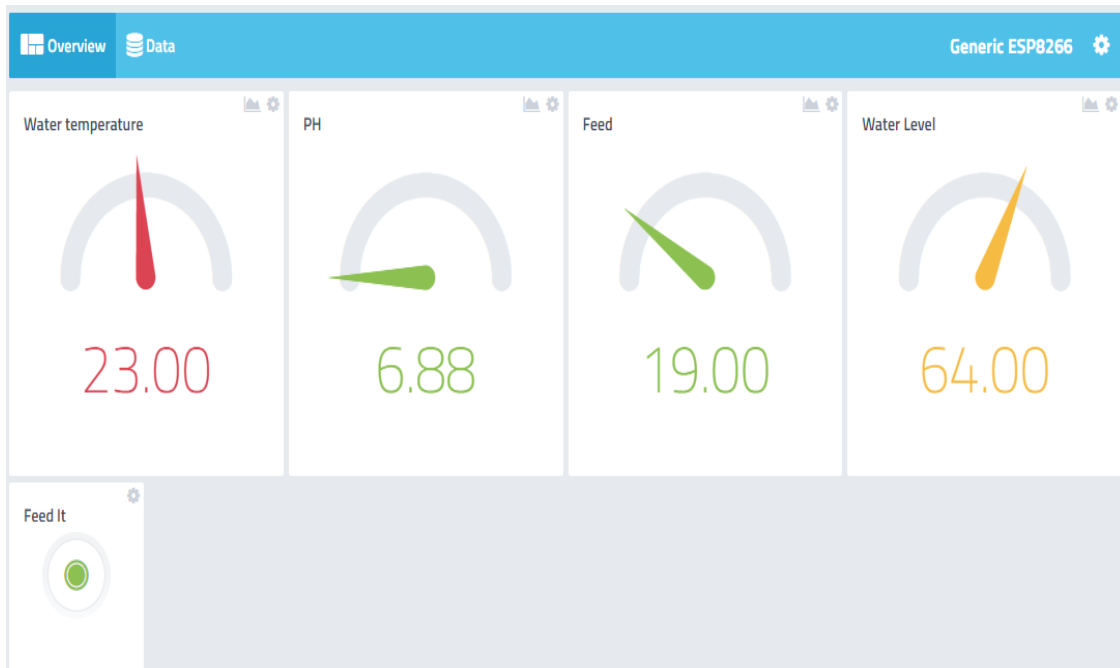 Overview Data Generic ESP8266
Water temperature
23.00
PH
6.88
Feed
19.00
Water Level
64.00
Feed It